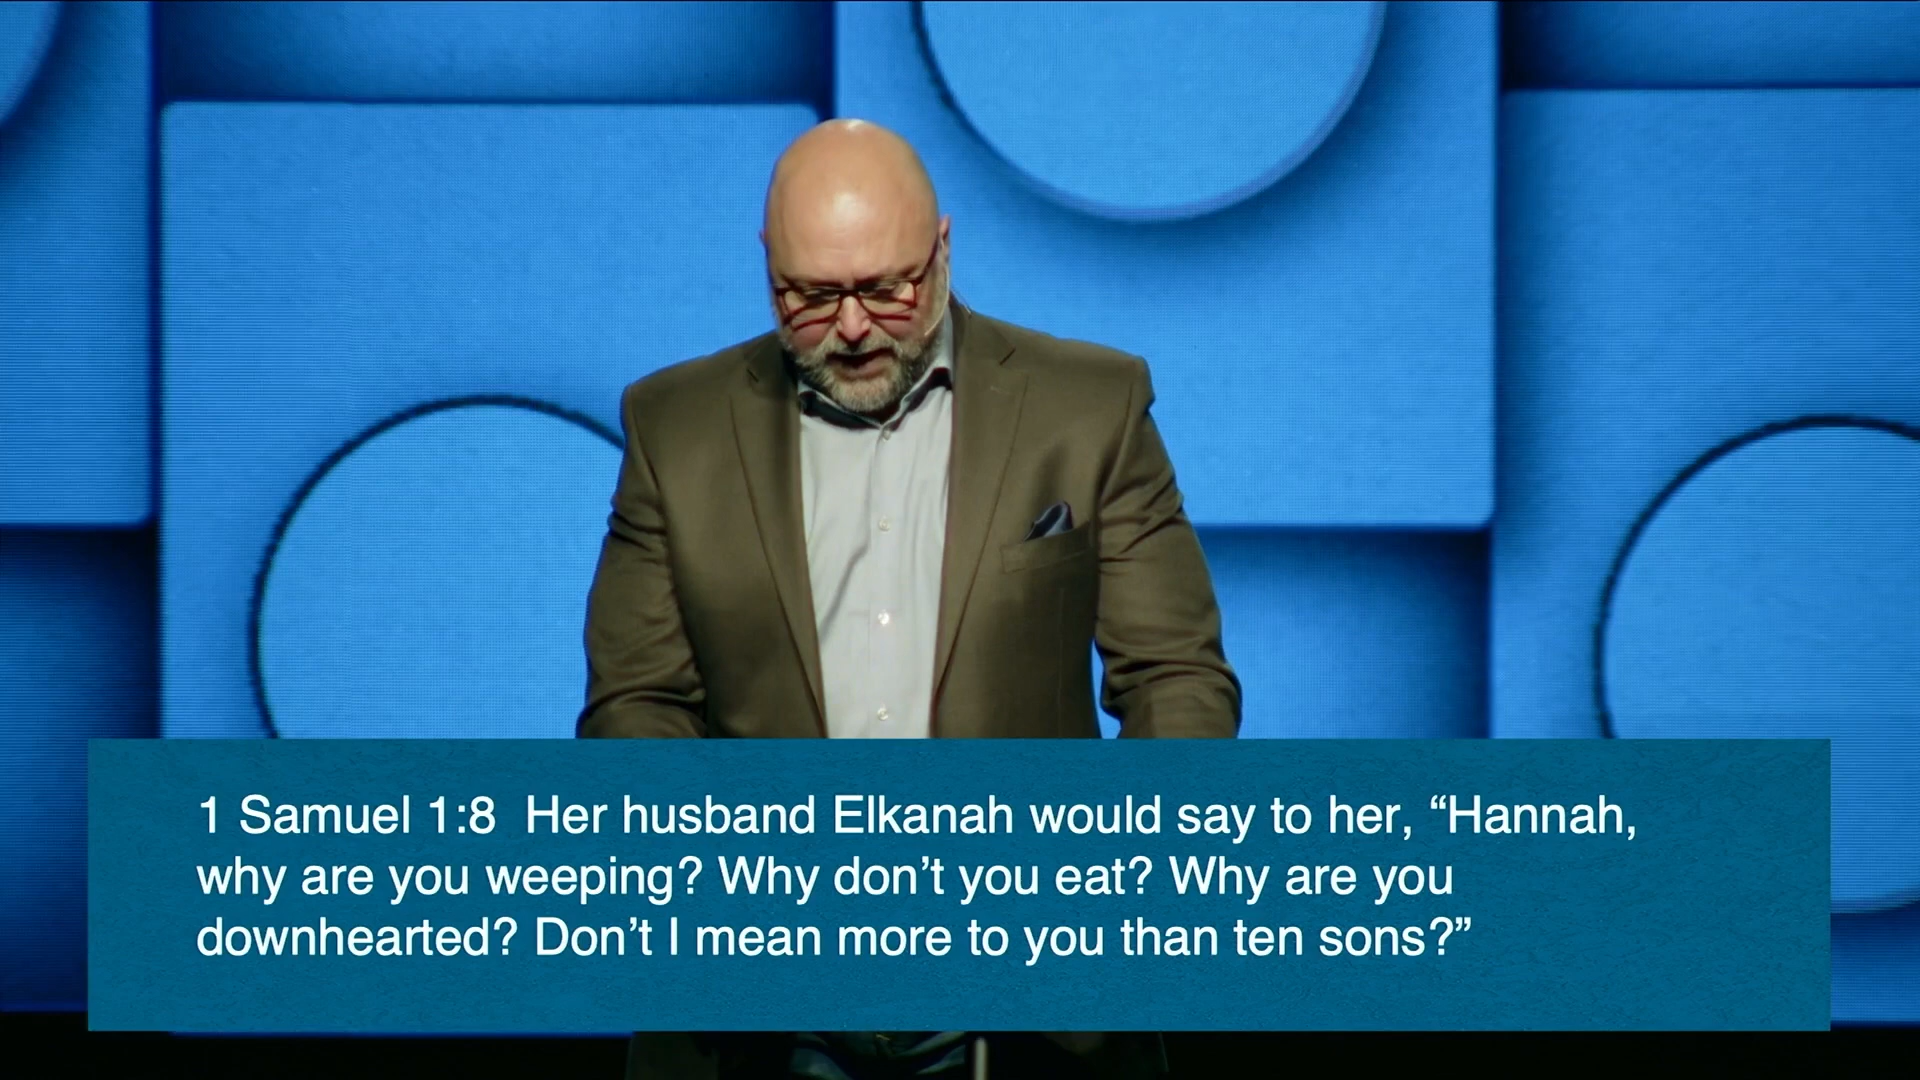 1 Samuel 1:8  Her husband Elkanah would say to her, “Hannah,
why are you weeping? Why don’t you eat? Why are you
downhearted? Don’t I mean more to you than ten sons?”